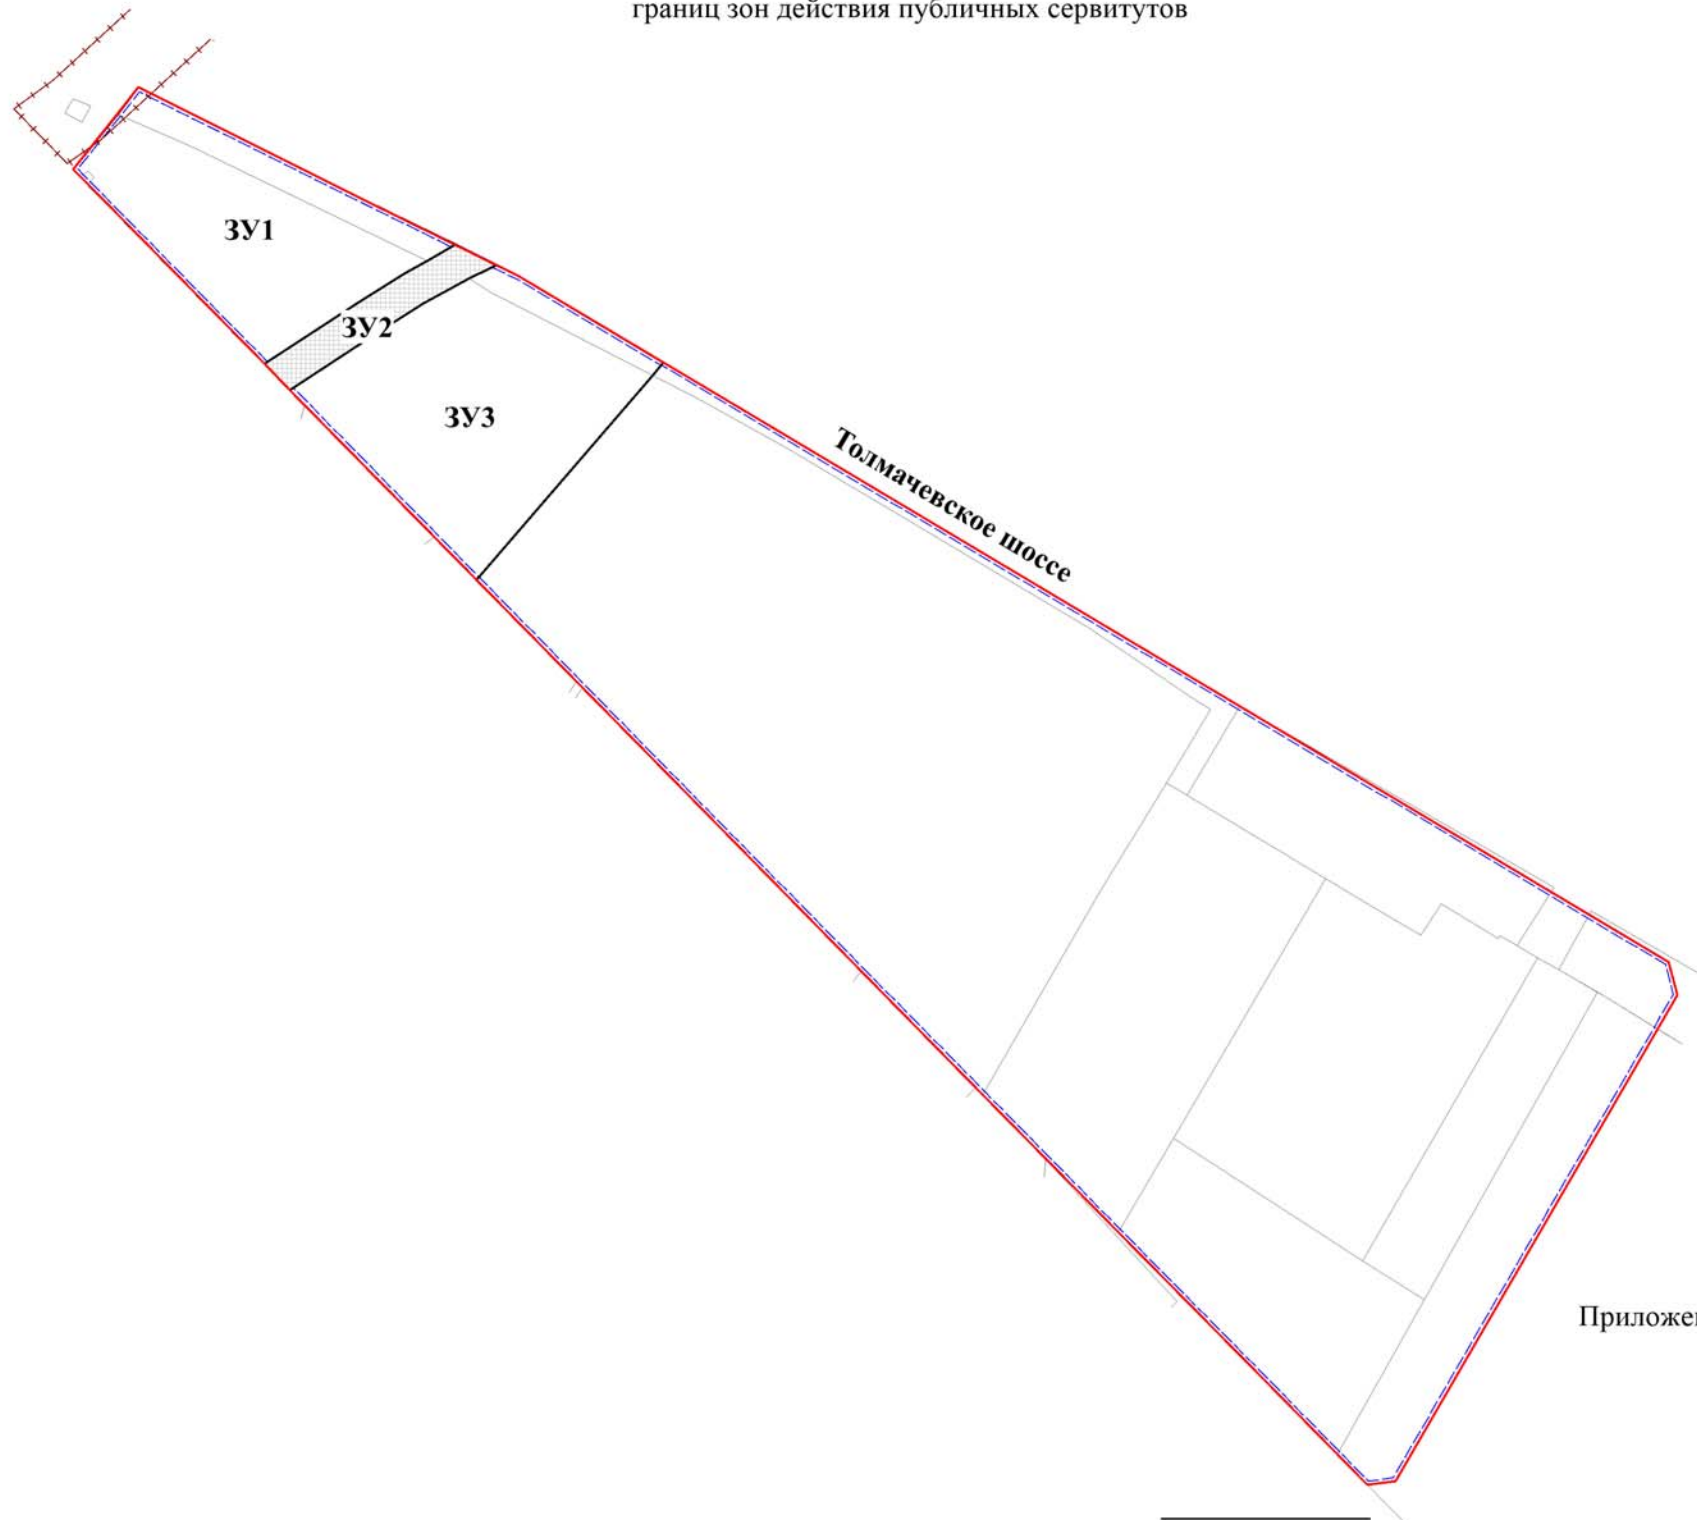 границ зон действия публичных сервитутов
ЗУ1
ЗУ2
ЗУ3
Толмачевское шоссе